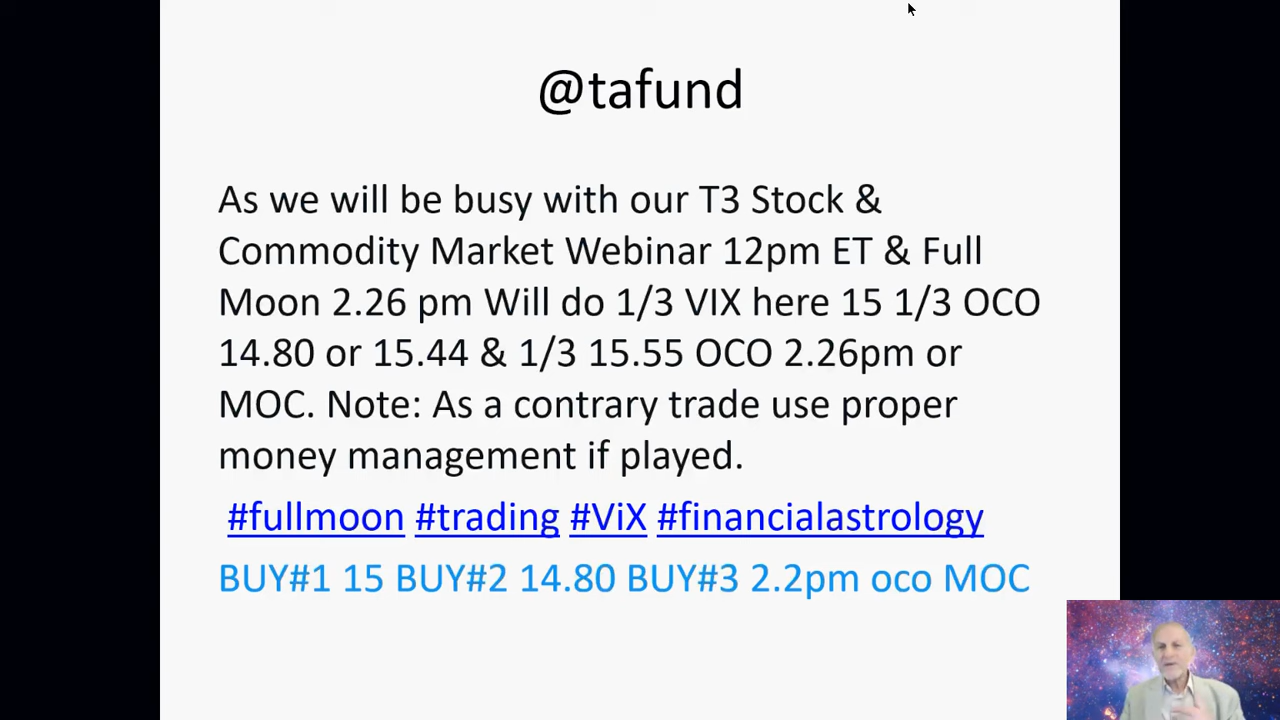 @tafund
As we will be busy with our T3 Stock &
Commodity Market Webinar 12pm ET & Full
Moon 2.26 pm Will do 1/3 VIX here 15 1/3 OCO
14.80 or 15.44 & 1/3 15.55 OCO 2.26pm or
MOC. Note: As a contrary trade use proper
money management if played.
#fullmoon #trading #ViX #financialastrology
BUY#1 15 BUY#2 14.80 BUY#3 2.2pm oco MOC